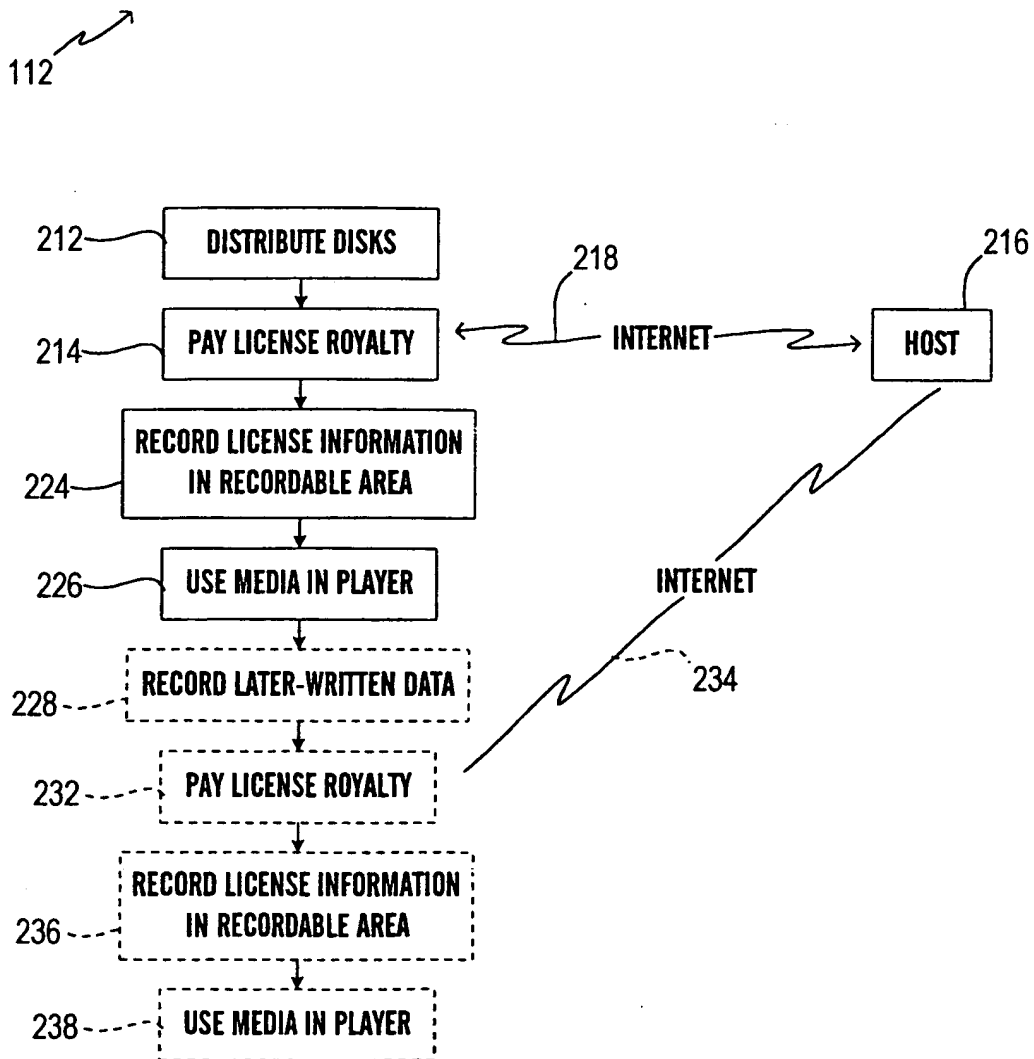 112
212
DISTRIBUTE DISKS
218
216
214
PAY LICENSE ROYALTY
INTERNET
HOST
224
RECORD LICENSE INFORMATION
IN RECORDABLE AREA
226
USE MEDIA IN PLAYER
INTERNET
228
RECORD LATER-WRITTEN DATA
234
232
PAY LICENSE ROYALTY
236
RECORD LICENSE INFORMATION
IN RECORDABLE AREA
238
USE MEDIA IN PLAYER